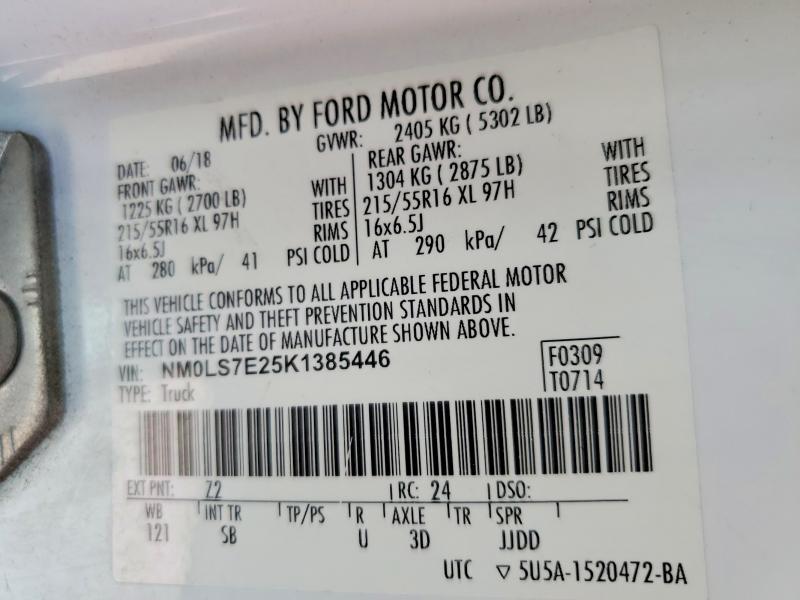 MFD. BY FORD MOTOR CO.
DATE: 06/18 GVWR: 2405 KG ( 5302 LB)
FRONT GAWR: REAR GAWR:
1225 KG ( 2700 LB) WITH 1304 KG ( 2875 LB) WITH
215/55R16 XL 97H TIRES 215/55R16 XL 97H TIRES
16x6.5J RIMS 16x6.5J RIMS
AT 280 kPa/ 41 PSI COLD AT 290 kPa/ 42 PSI COLD
THIS VEHICLE CONFORMS TO ALL APPLICABLE FEDERAL MOTOR
VEHICLE SAFETY AND THEFT PREVENTION STANDARDS IN
EFFECT ON THE DATE OF MANUFACTURE SHOWN ABOVE.
VIN: NM0LS7E25K1385446 F0309
TYPE: Truck T0714
EXT PNT: Z2 RC: 24 DSO:
WB INT TR TP/PS R AXLE TR SPR
121 SB U 3D JJDD
UTC ▽ 5U5A-1520472-BA